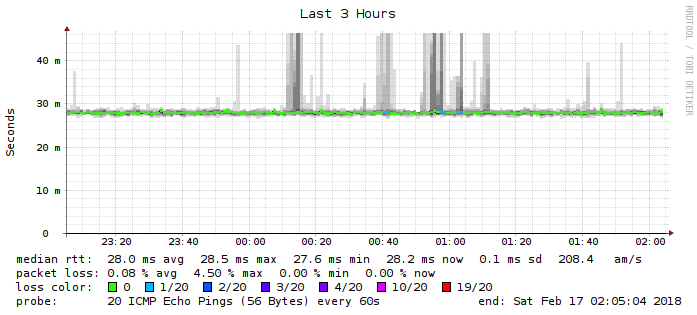 Last 3 Hours
RRDTOOL / TOBI OETIKER
Seconds
40 m
30 m
20 m
10 m
0
23:20 23:40 00:00 00:20 00:40 01:00 01:20 01:40 02:00
median rtt: 28.0 ms avg 28.5 ms max 27.6 ms min 28.2 ms now 0.1 ms sd 208.4 am/s
packet loss: 0.08 % avg 4.50 % max 0.00 % min 0.00 % now
loss color: 0 1/20 2/20 3/20 4/20 10/20 19/20
probe: 20 ICMP Echo Pings (56 Bytes) every 60s end: Sat Feb 17 02:05:04 2018